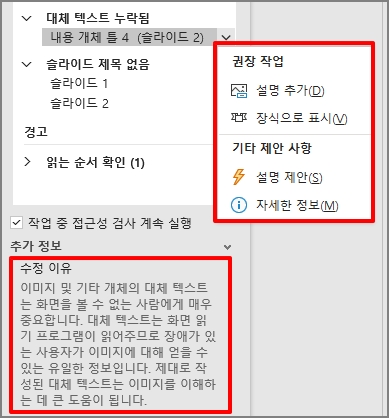 대체 텍스트 누락됨
내용 개체 틀 4 (슬라이드 2)
슬라이드 제목 없음
슬라이드 1
슬라이드 2
경고
읽는 순서 확인 (1)
작업 중 접근성 검사 계속 실행
추가 정보
수정 이유
이미지 및 기타 개체의 대체 텍스트
는 화면을 볼 수 없는 사람에게 매우
중요합니다. 대체 텍스트는 화면 읽
기 프로그램이 읽어주므로 장애가 있
는 사용자가 이미지에 대해 얻을 수
있는 유일한 정보입니다. 제대로 작
성된 대체 텍스트는 이미지를 이해하
는 데 큰 도움이 됩니다.
권장 작업
설명 추가(D)
장식으로 표시(V)
기타 제안 사항
설명 제안(S)
자세한 정보(M)